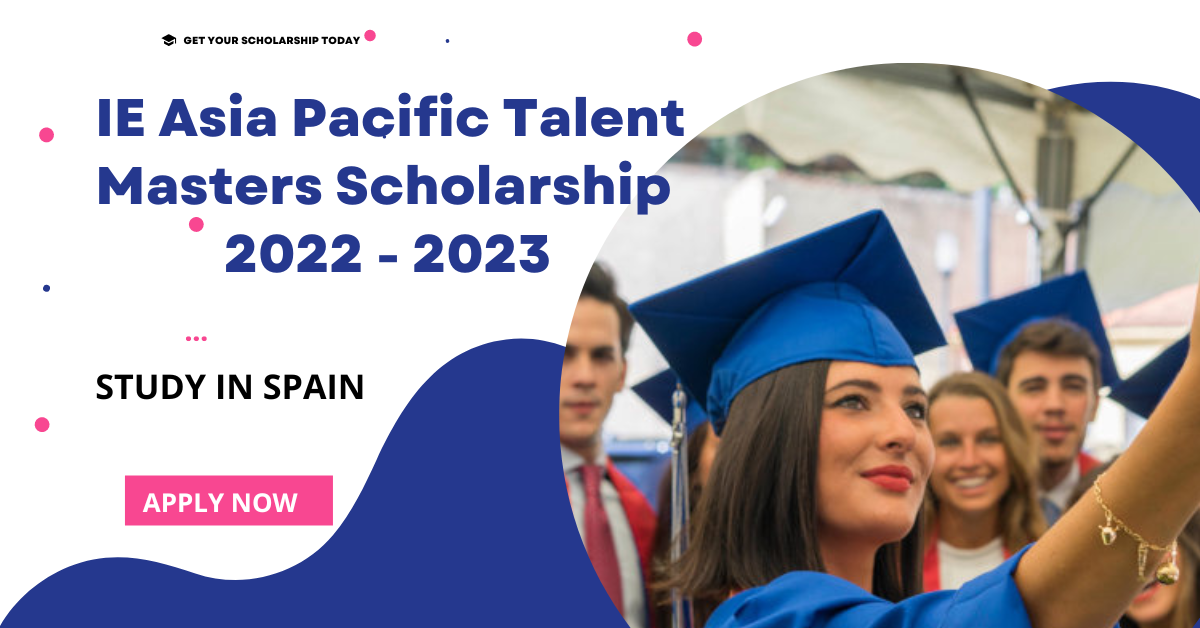 GET YOUR SCHOLARSHIP TODAY
IE Asia Pacific Talent
Masters Scholarship
2022 - 2023
STUDY IN SPAIN
APPLY NOW